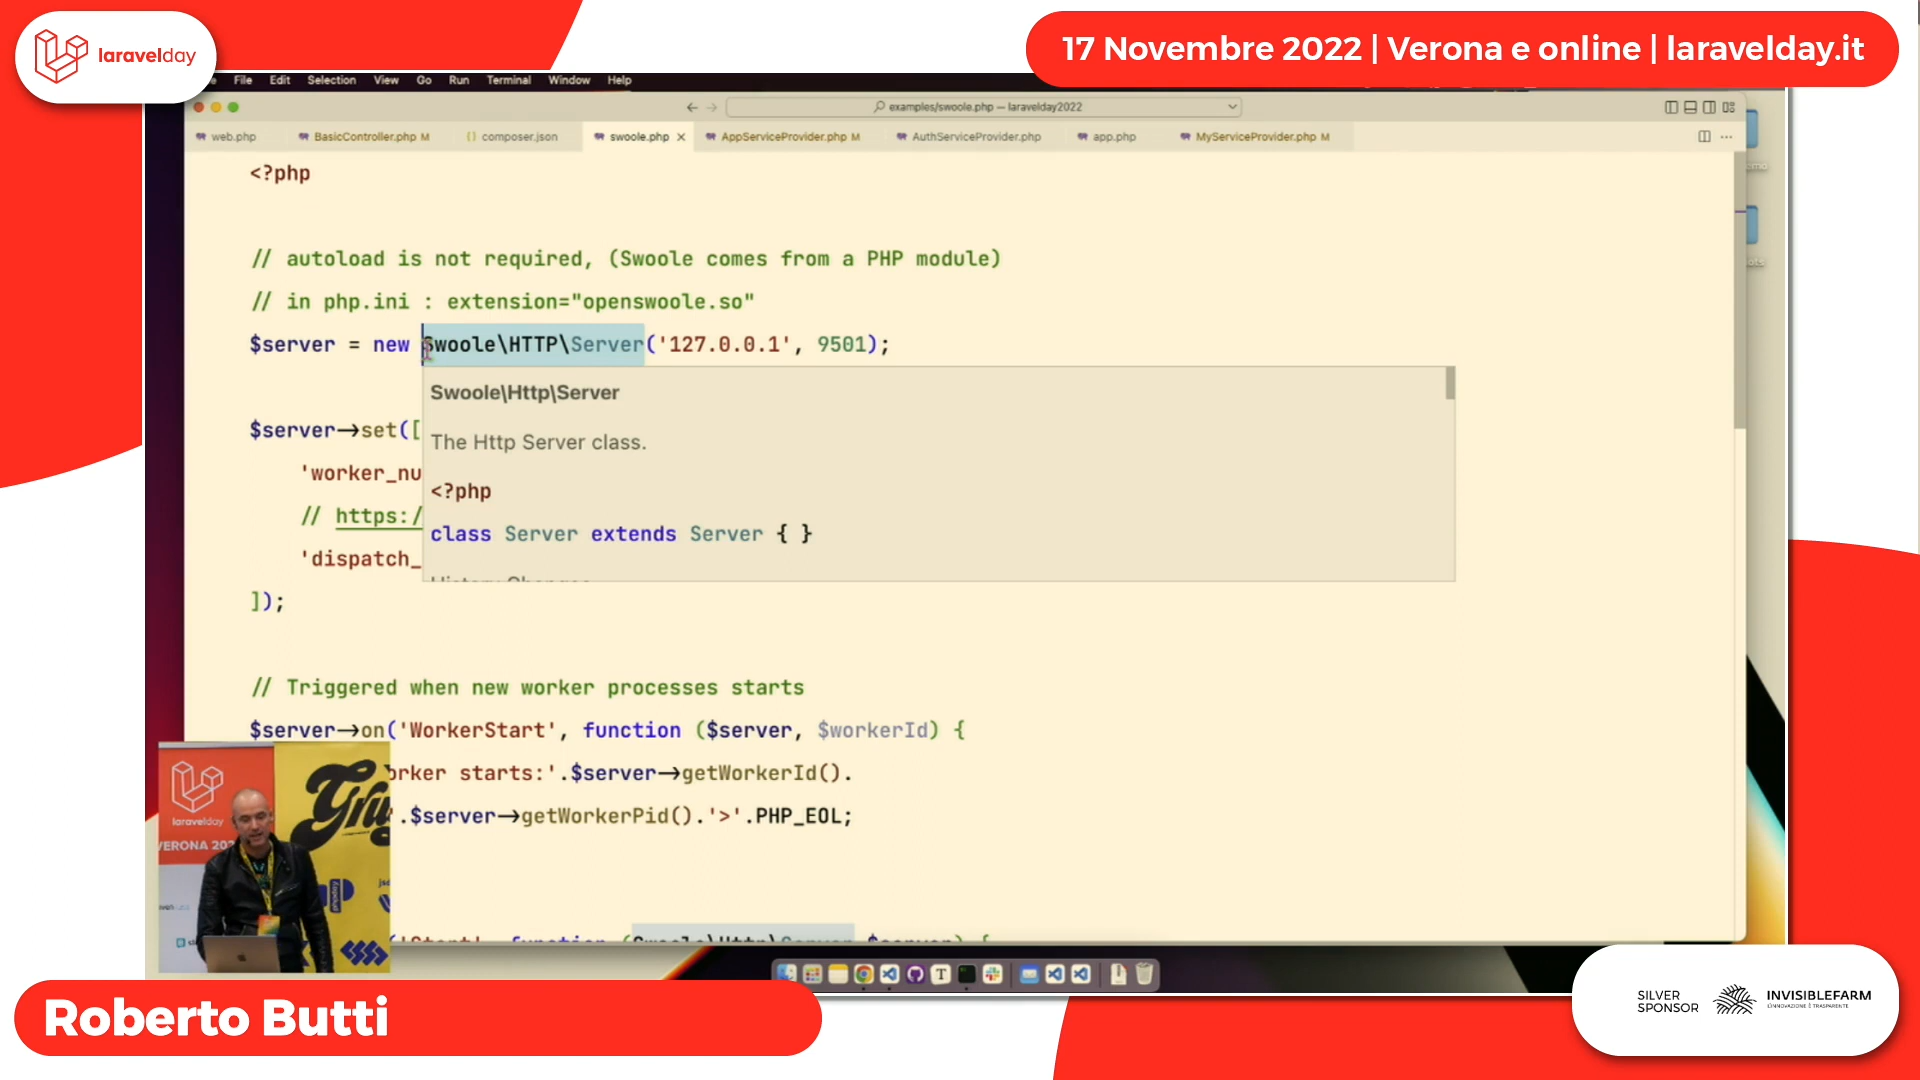 laravelday
17 Novembre 2022 | Verona e online | laravelday.it
File Edit Selection View Go Run Terminal Window Help
examples/swoole.php — laravelday2022
web.php BasicController.php M composer.json swoole.php AppServiceProvider.php M AuthServiceProvider.php app.php MyServiceProvider.php M
<?php
// autoload is not required, (Swoole comes from a PHP module)
// in php.ini : extension="openswoole.so"
$server = new Swoole\HTTP\Server('127.0.0.1', 9501);
Swoole\Http\Server
The Http Server class.
<?php
class Server extends Server { }
$server->set([
'worker_nu
// https:/
'dispatch_
]);
// Triggered when new worker processes starts
$server->on('WorkerStart', function ($server, $workerId) {
orker starts:'.$server->getWorkerId().
'.$server->getWorkerPid().'>'.PHP_EOL;
laravelday
Roberto Butti
SILVER
SPONSOR
INVISIBLEFARM
L'INNOVAZIONE È TRASPARENTE